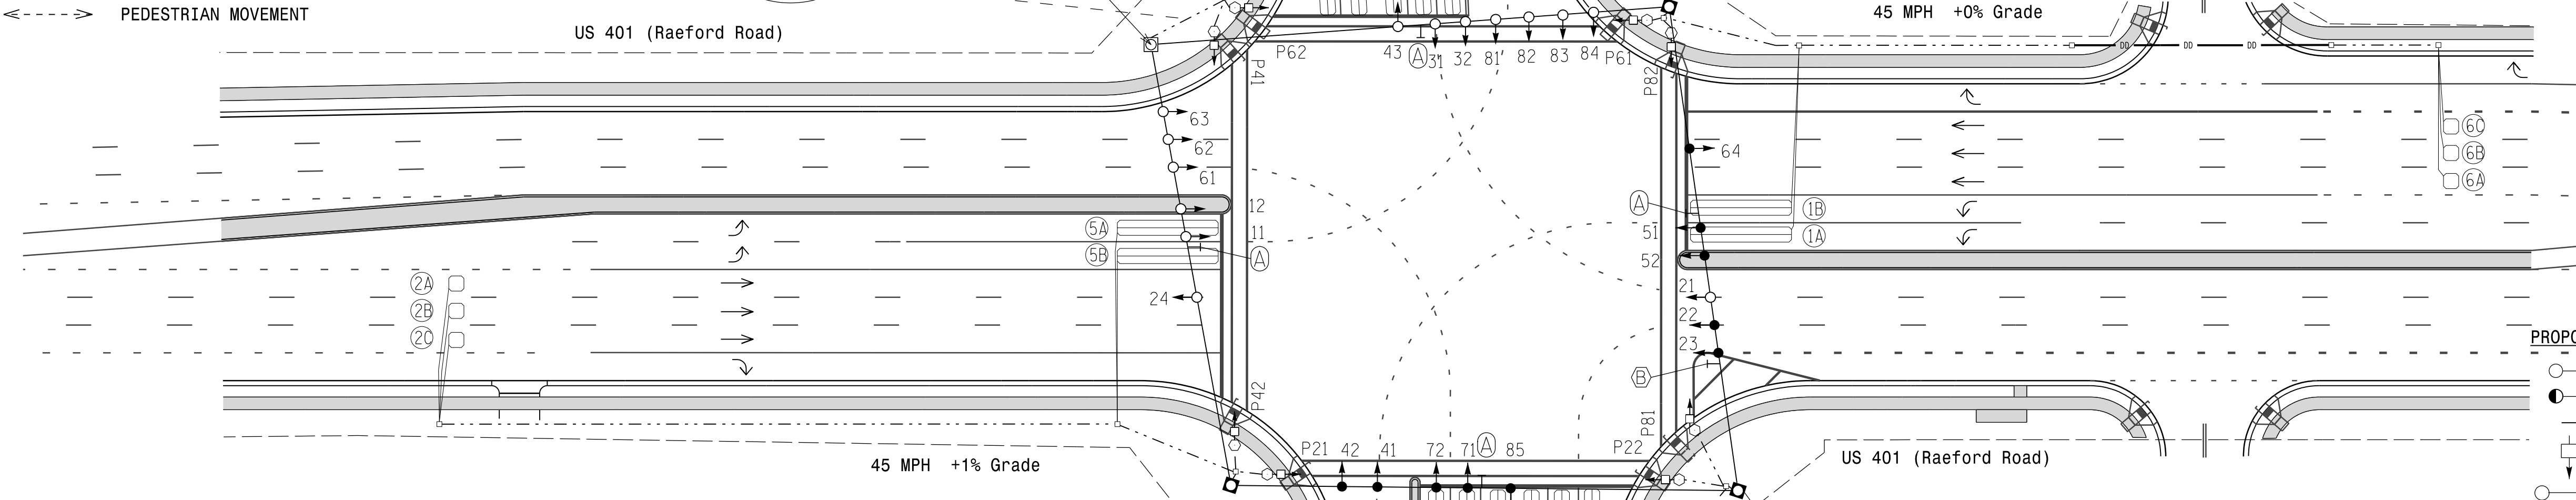 PEDESTRIAN MOVEMENT
US 401 (Raeford Road)
45 MPH +0% Grade
P62
43
A
31
32
81
82
83
84
P61
P41
P82
DD
DD
DD
63
62
61
12
11
A
64
6C
6B
6A
A
1B
1A
51
52
5A
5B
2A
2B
2C
24
21
22
23
B
P42
P81
P21
42
41
72
71
A
85
P22
45 MPH +1% Grade
US 401 (Raeford Road)
PROPO